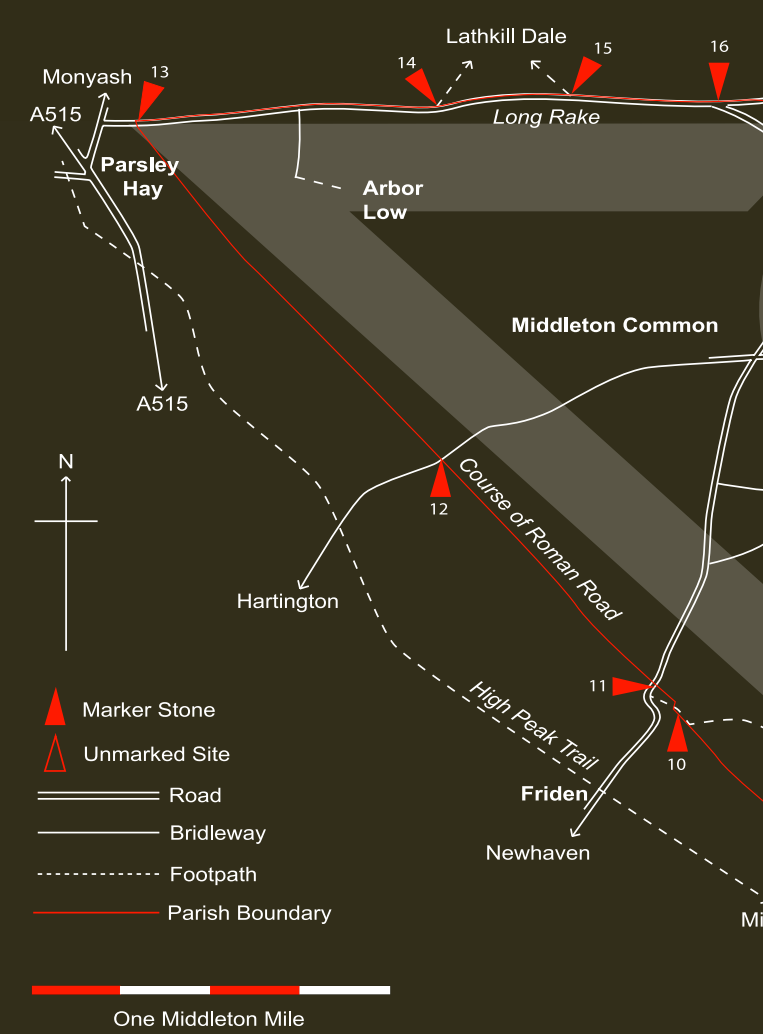 Lathkill Dale
13
14
15
16
Monyash
A515
Long Rake
Parsley
Hay
Arbor
Low
Middleton Common
A515
N
12
Course of Roman Road
Hartington
11
High Peak Trail
10
Marker Stone
Unmarked Site
Road
Friden
Bridleway
Newhaven
Footpath
Parish Boundary
Mi
One Middleton Mile